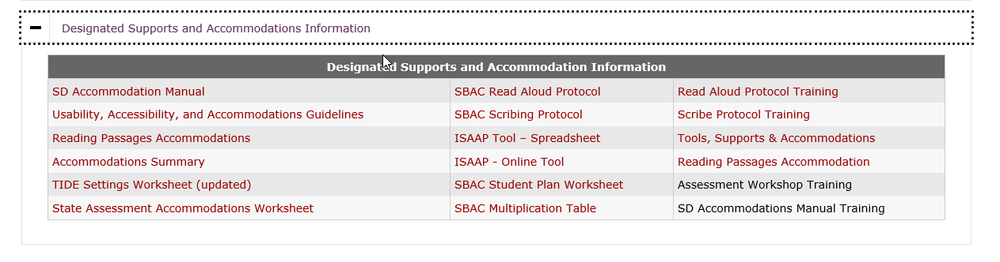 Designated Supports and Accommodations Information
Designated Supports and Accommodation Information
SD Accommodation Manual SBAC Read Aloud Protocol Read Aloud Protocol Training
Usability, Accessibility, and Accommodations Guidelines SBAC Scribing Protocol Scribe Protocol Training
Reading Passages Accommodations ISAAP Tool – Spreadsheet Tools, Supports & Accommodations
Accommodations Summary ISAAP - Online Tool Reading Passages Accommodation
TIDE Settings Worksheet (updated) SBAC Student Plan Worksheet Assessment Workshop Training
State Assessment Accommodations Worksheet SBAC Multiplication Table SD Accommodations Manual Training